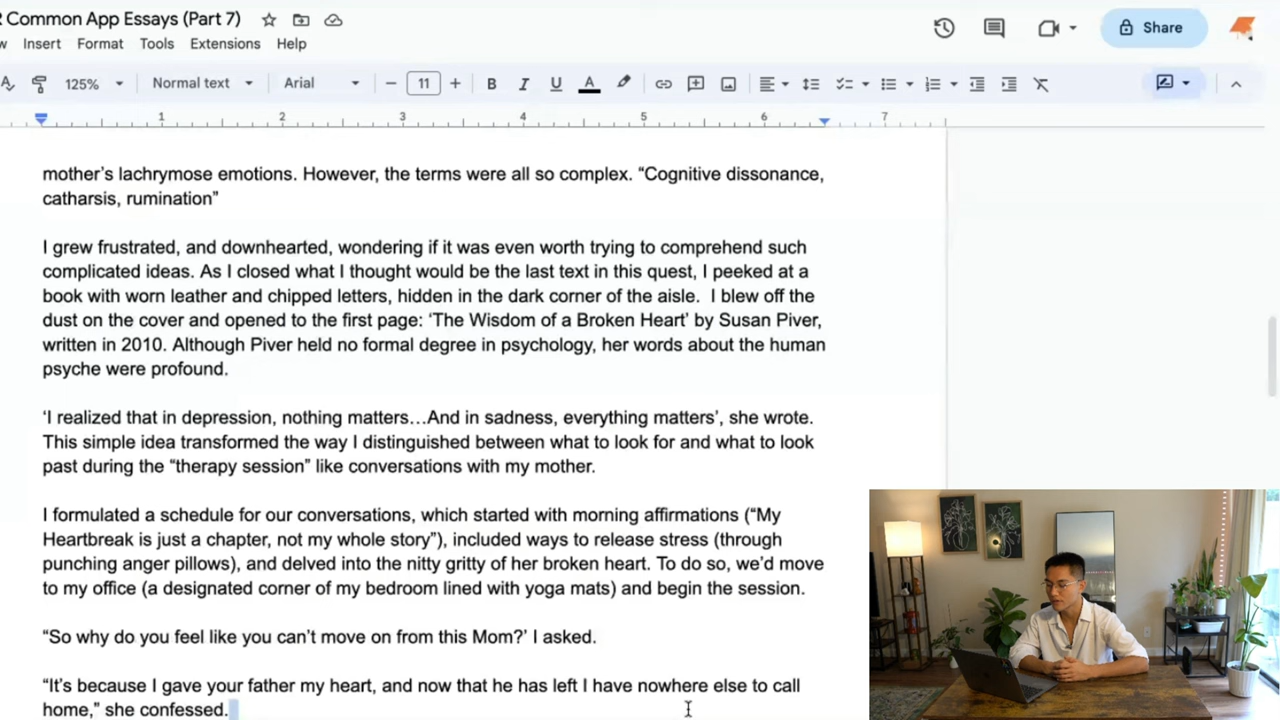 R Common App Essays (Part 7)
w Insert Format Tools Extensions Help
Share
125% Normal text Arial 11 B I U A
1 2 3 4 5 6 7
mother’s lachrymose emotions. However, the terms were all so complex. “Cognitive dissonance,
catharsis, rumination”
I grew frustrated, and downhearted, wondering if it was even worth trying to comprehend such
complicated ideas. As I closed what I thought would be the last text in this quest, I peeked at a
book with worn leather and chipped letters, hidden in the dark corner of the aisle.  I blew off the
dust on the cover and opened to the first page: ‘The Wisdom of a Broken Heart’ by Susan Piver,
written in 2010. Although Piver held no formal degree in psychology, her words about the human
psyche were profound.
‘I realized that in depression, nothing matters…And in sadness, everything matters’, she wrote.
This simple idea transformed the way I distinguished between what to look for and what to look
past during the “therapy session” like conversations with my mother.
I formulated a schedule for our conversations, which started with morning affirmations (“My
Heartbreak is just a chapter, not my whole story”), included ways to release stress (through
punching anger pillows), and delved into the nitty gritty of her broken heart. To do so, we’d move
to my office (a designated corner of my bedroom lined with yoga mats) and begin the session.
“So why do you feel like you can’t move on from this Mom?’ I asked.
“It’s because I gave your father my heart, and now that he has left I have nowhere else to call
home,” she confessed.